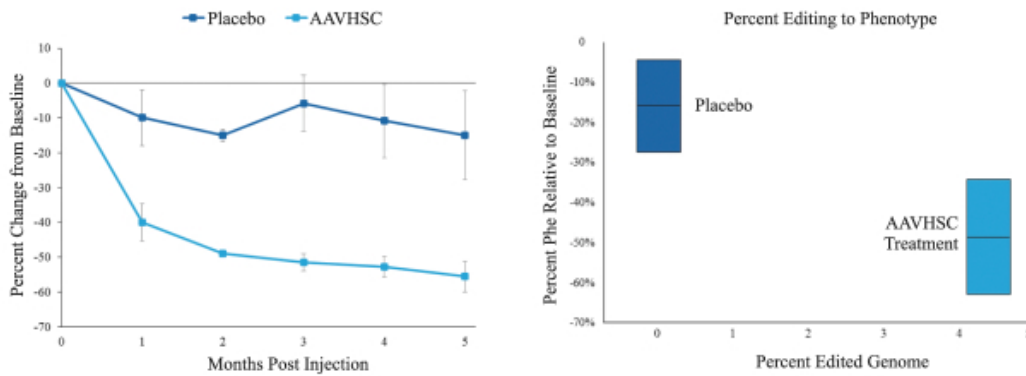 Placebo AAVHSC
Percent Change from Baseline
10
0
-10
-20
-30
-40
-50
-60
-70
0 1 2 3 4 5
Months Post Injection
Percent Editing to Phenotype
Percent Phe Relative to Baseline
0
-10%
-20%
-30%
-40%
-50%
-60%
-70%
Placebo
AAVHSC
Treatment
0 1 2 3 4
Percent Edited Genome